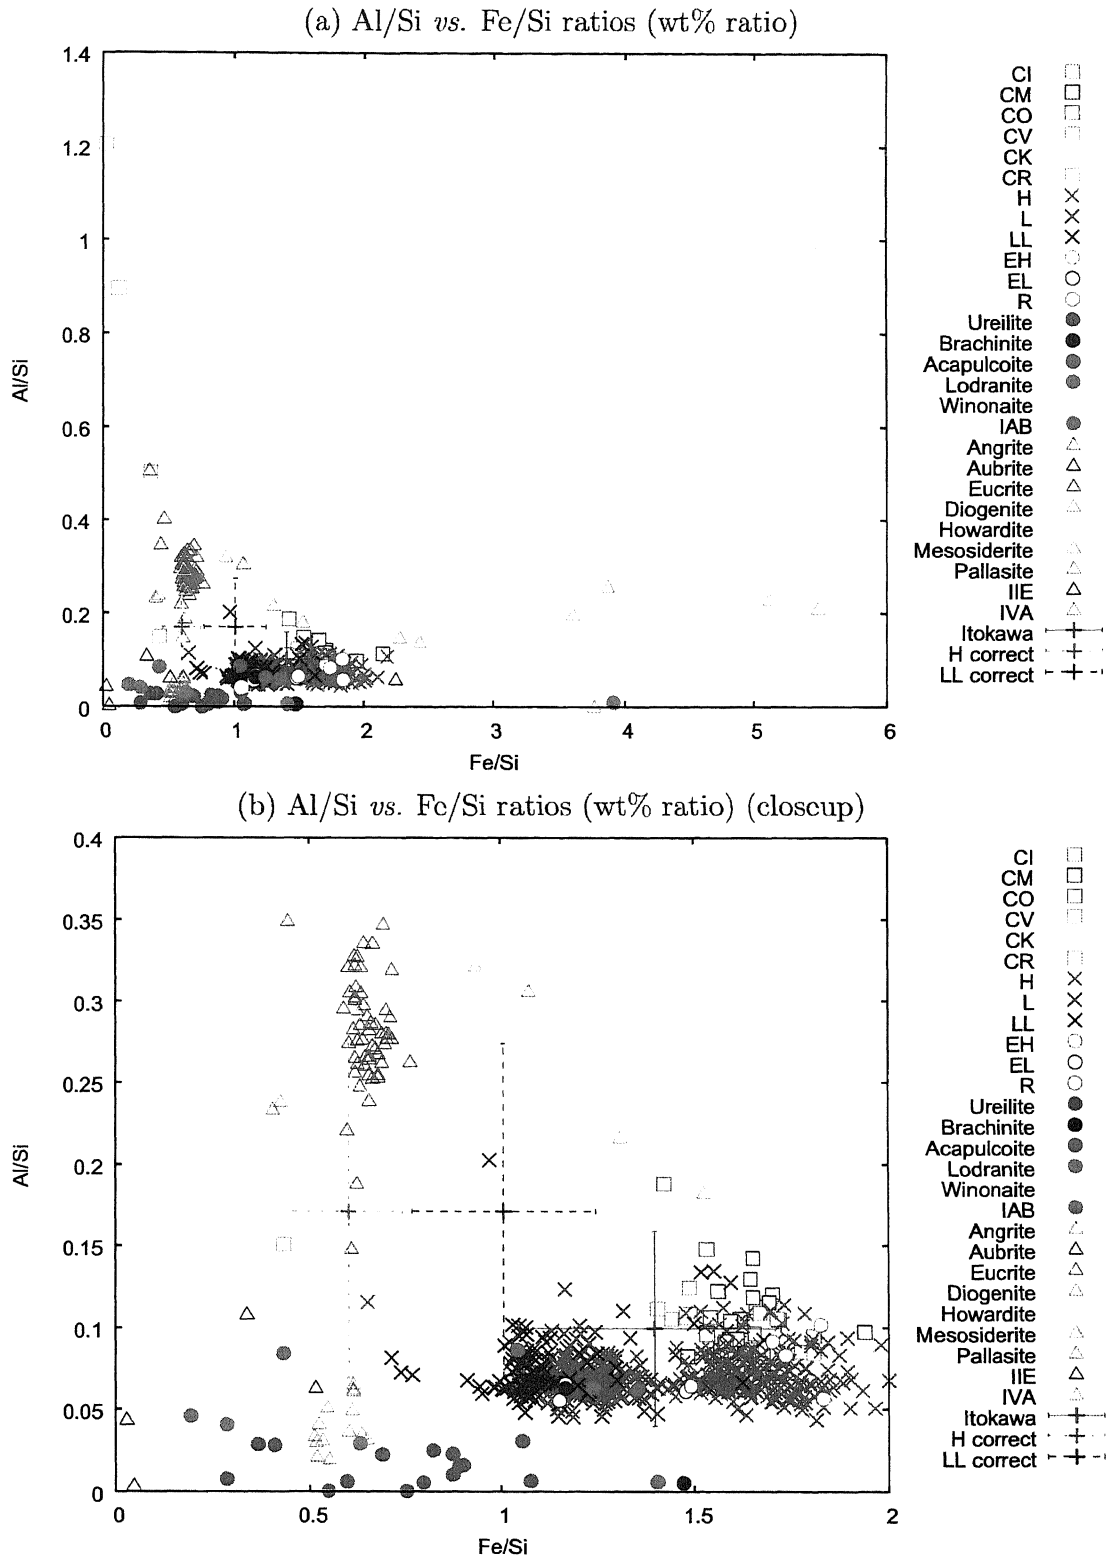 (a) Al/Si vs. Fe/Si ratios (wt% ratio)
1.4
1.2
1
0.8
0.6
0.4
0.2
0
Al/Si
0
1
2
3
4
5
6
Fe/Si
CI
CM
CO
CV
CK
CR
H
L
LL
EH
EL
R
Ureilite
Brachinite
Acapulcoite
Lodranite
Winonaite
IAB
Angrite
Aubrite
Eucrite
Diogenite
Howardite
Mesosiderite
Pallasite
IIE
IVA
Itokawa
H correct
LL correct
(b) Al/Si vs. Fe/Si ratios (wt% ratio) (closeup)
0.4
0.35
0.3
0.25
0.2
0.15
0.1
0.05
0
Al/Si
0
0.5
1
1.5
2
Fe/Si
CI
CM
CO
CV
CK
CR
H
L
LL
EH
EL
R
Ureilite
Brachinite
Acapulcoite
Lodranite
Winonaite
IAB
Angrite
Aubrite
Eucrite
Diogenite
Howardite
Mesosiderite
Pallasite
IIE
IVA
Itokawa
H correct
LL correct